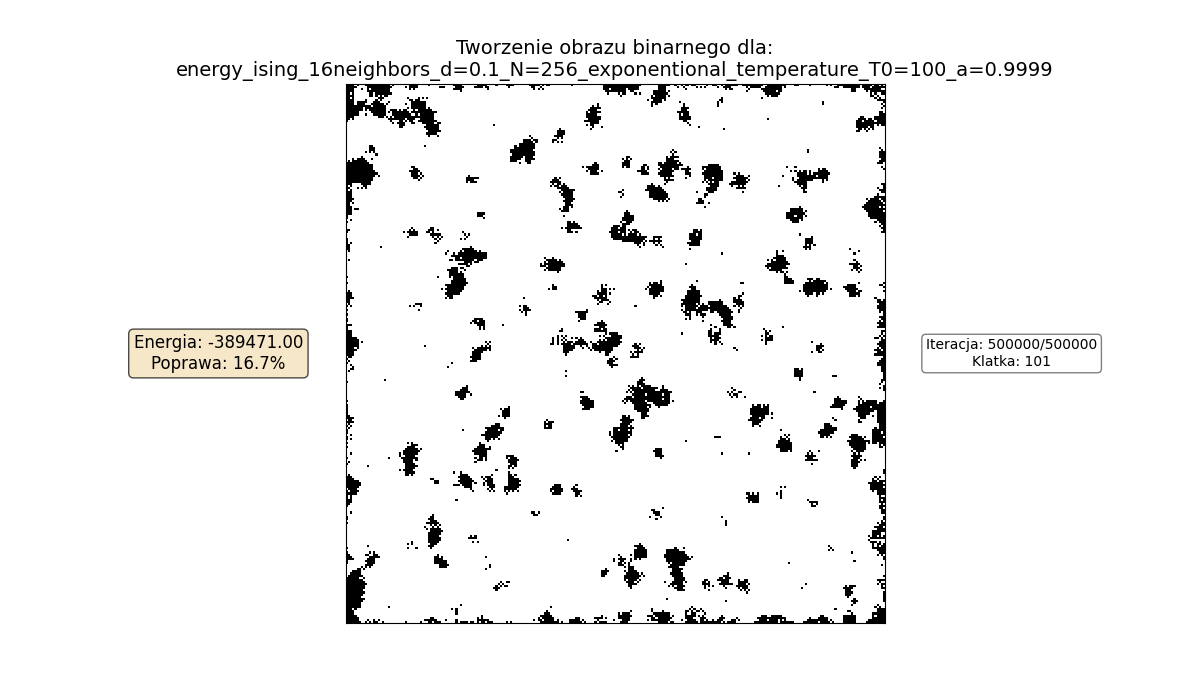 Tworzenie obrazu binarnego dla:
energy_ising_16neighbors_d=0.1_N=256_exponentional_temperature_T0=100_a=0.9999
Energia: -389471.00
Poprawa: 16.7%
Iteracja: 500000/500000
Klatka: 101